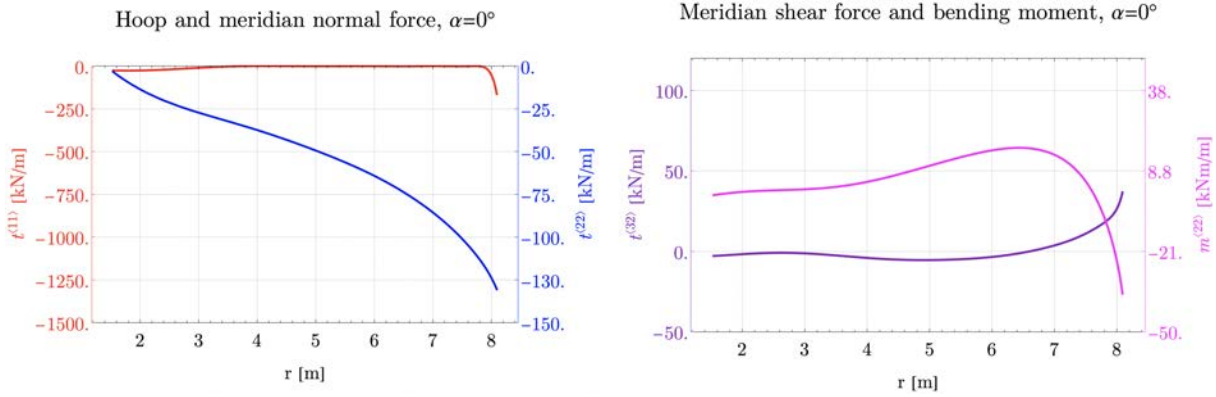 Hoop and meridian normal force, α=0°
0.
−250.
−500.
−750.
−1000.
−1250.
−1500.
t⟨11⟩ [kN/m]
0.
−25.
−50.
−75.
−100.
−130.
−150.
t⟨22⟩ [kN/m]
2 3 4 5 6 7 8
r [m]
Meridian shear force and bending moment, α=0°
100.
50.
0.
−50.
t⟨32⟩ [kN/m]
38.
8.8
−21.
−50.
m⟨22⟩ [kNm/m]
2 3 4 5 6 7 8
r [m]